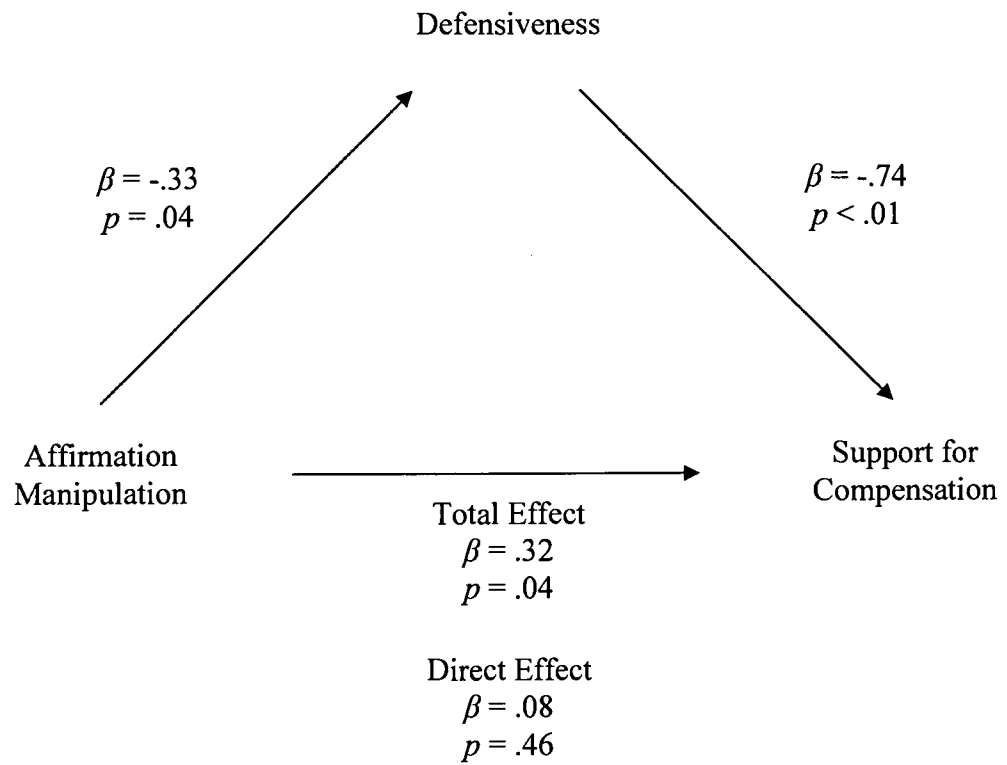 Defensiveness
β = -.33
p = .04
β = -.74
p < .01
Affirmation
Manipulation
Support for
Compensation
Total Effect
β = .32
p = .04
Direct Effect
β = .08
p = .46